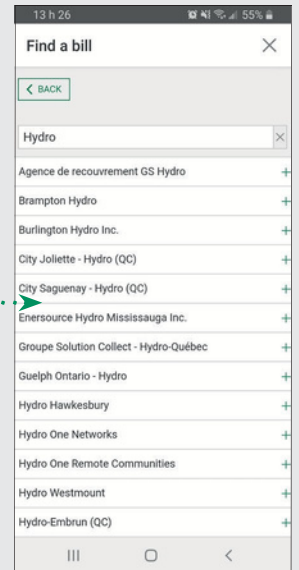 13 h 26 55%
Find a bill
BACK
Hydro
Agence de recouvrement GS Hydro
Brampton Hydro
Burlington Hydro Inc.
City Joliette - Hydro (QC)
City Saguenay - Hydro (QC)
Enersource Hydro Mississauga Inc.
Groupe Solution Collect - Hydro-Québec
Guelph Ontario - Hydro
Hydro Hawkesbury
Hydro One Networks
Hydro One Remote Communities
Hydro Westmount
Hydro-Embrun (QC)